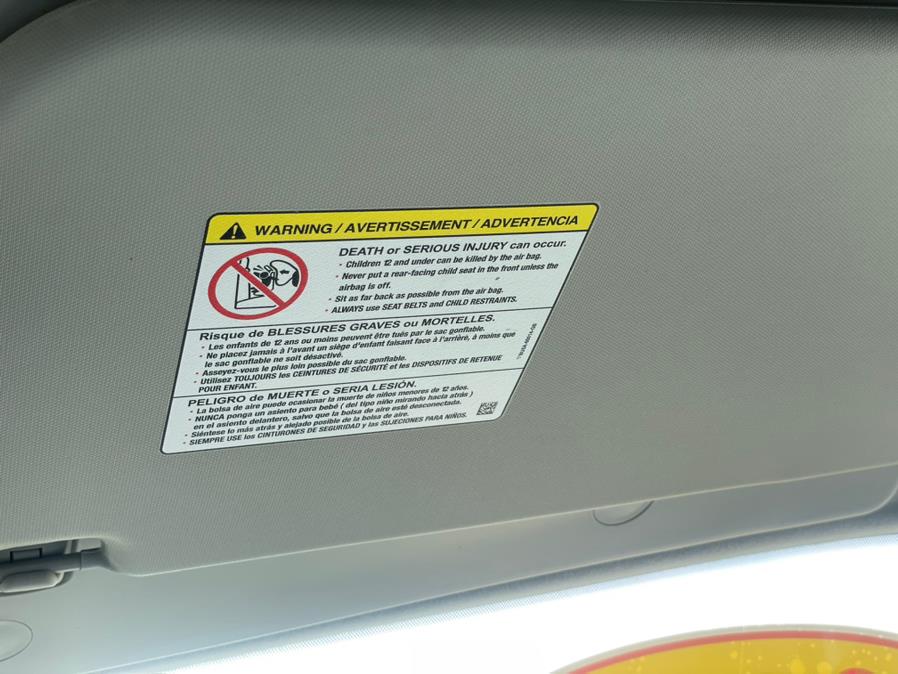 WARNING / AVERTISSEMENT / ADVERTENCIA
DEATH or SERIOUS INJURY can occur.
• Children 12 and under can be killed by the air bag.
• Never put a rear-facing child seat in the front unless the
airbag is off.
• Sit as far back as possible from the air bag.
• ALWAYS use SEAT BELTS and CHILD RESTRAINTS.
Risque de BLESSURES GRAVES ou MORTELLES.
• Les enfants de 12 ans ou moins peuvent être tués par le sac gonflable.
• Ne placez jamais à l'avant un siège d'enfant faisant face à l'arrière, à moins que
le sac gonflable ne soit désactivé.
• Asseyez-vous le plus loin possible du sac gonflable.
• Utilisez TOUJOURS les CEINTURES DE SÉCURITÉ et les DISPOSITIFS DE RETENUE
POUR ENFANT.
PELIGRO de MUERTE o SERIA LESIÓN.
• La bolsa de aire puede ocasionar la muerte de niños menores de 12 años.
• NUNCA ponga un asiento para bebé ( del tipo niño mirando hacia atrás )
en el asiento delantero, salvo que la bolsa de aire esté desconectada.
• Siéntese lo más atrás y alejado posible de la bolsa de aire.
• SIEMPRE USE los CINTURONES DE SEGURIDAD y las SUJECIONES PARA NIÑOS.